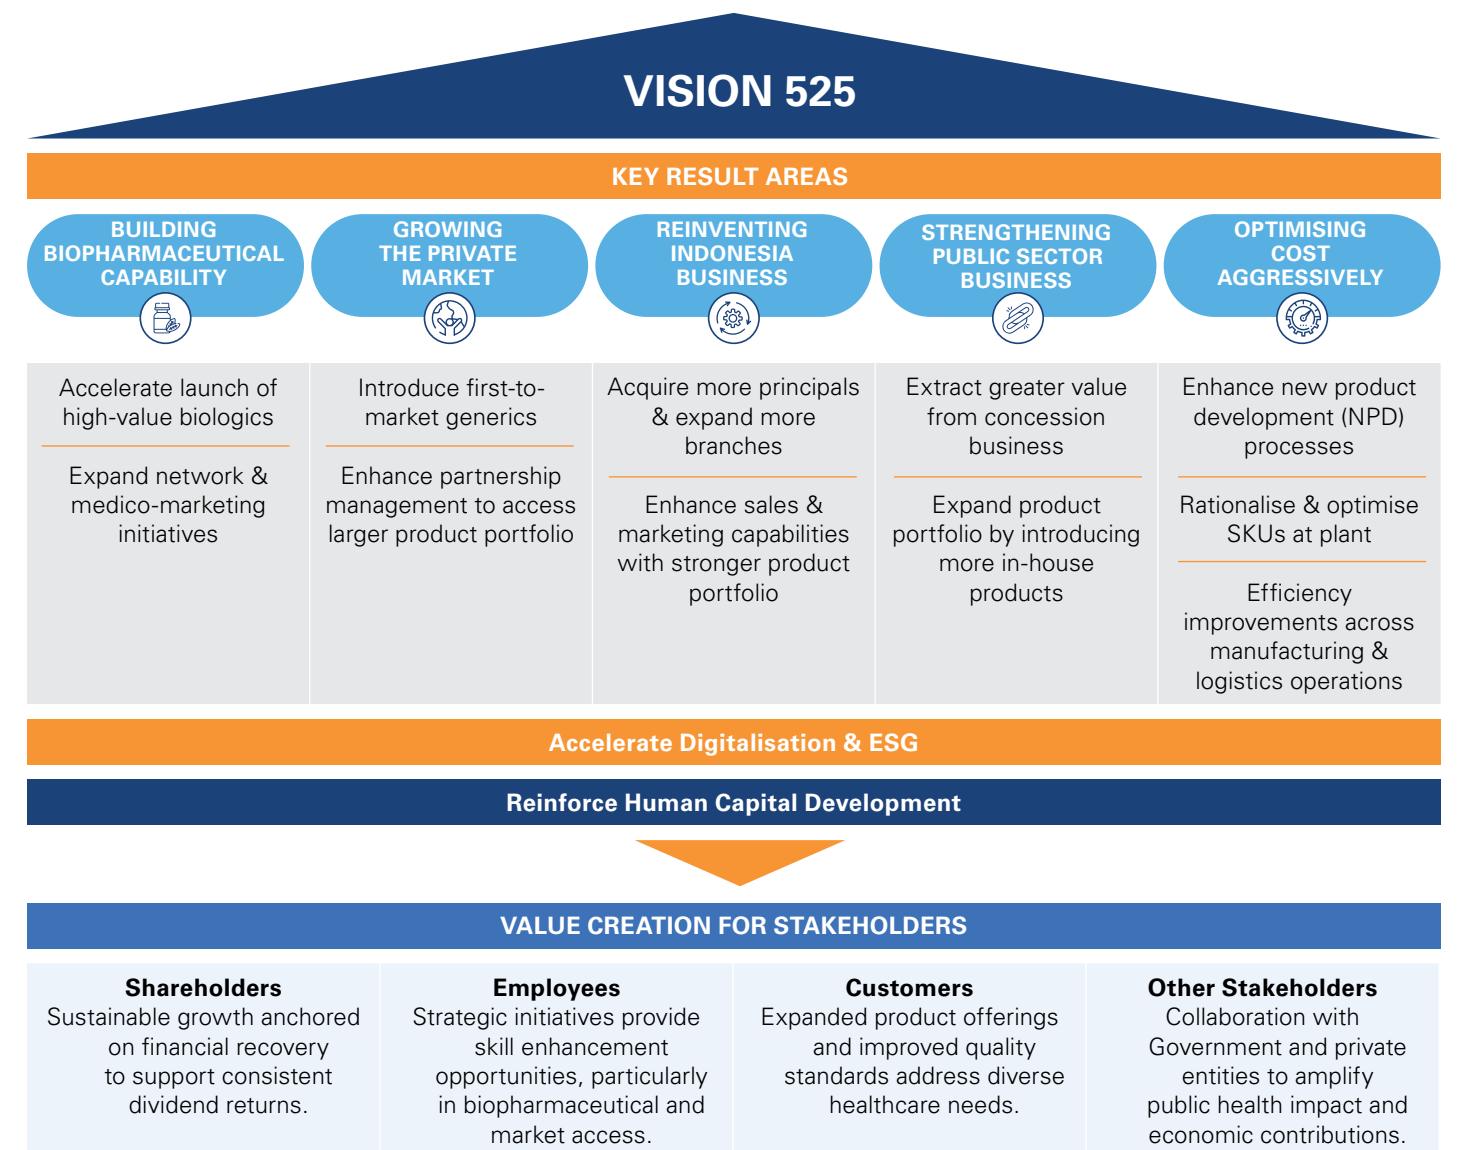 VISION 525
KEY RESULT AREAS
BUILDING
BIOPHARMACEUTICAL
CAPABILITY
GROWING
THE PRIVATE
MARKET
REINVENTING
INDONESIA
BUSINESS
STRENGTHENING
PUBLIC SECTOR
BUSINESS
OPTIMISING
COST
AGGRESSIVELY
Accelerate launch of
high-value biologics
Expand network &
medico-marketing
initiatives
Introduce first-to-
market generics
Enhance partnership
management to access
larger product portfolio
Acquire more principals
& expand more
branches
Enhance sales &
marketing capabilities
with stronger product
portfolio
Extract greater value
from concession
business
Expand product
portfolio by introducing
more in-house
products
Enhance new product
development (NPD)
processes
Rationalise & optimise
SKUs at plant
Efficiency
improvements across
manufacturing &
logistics operations
Accelerate Digitalisation & ESG
Reinforce Human Capital Development
VALUE CREATION FOR STAKEHOLDERS
Shareholders
Sustainable growth anchored
on financial recovery
to support consistent
dividend returns.
Employees
Strategic initiatives provide
skill enhancement
opportunities, particularly
in biopharmaceutical and
market access.
Customers
Expanded product offerings
and improved quality
standards address diverse
healthcare needs.
Other Stakeholders
Collaboration with
Government and private
entities to amplify
public health impact and
economic contributions.